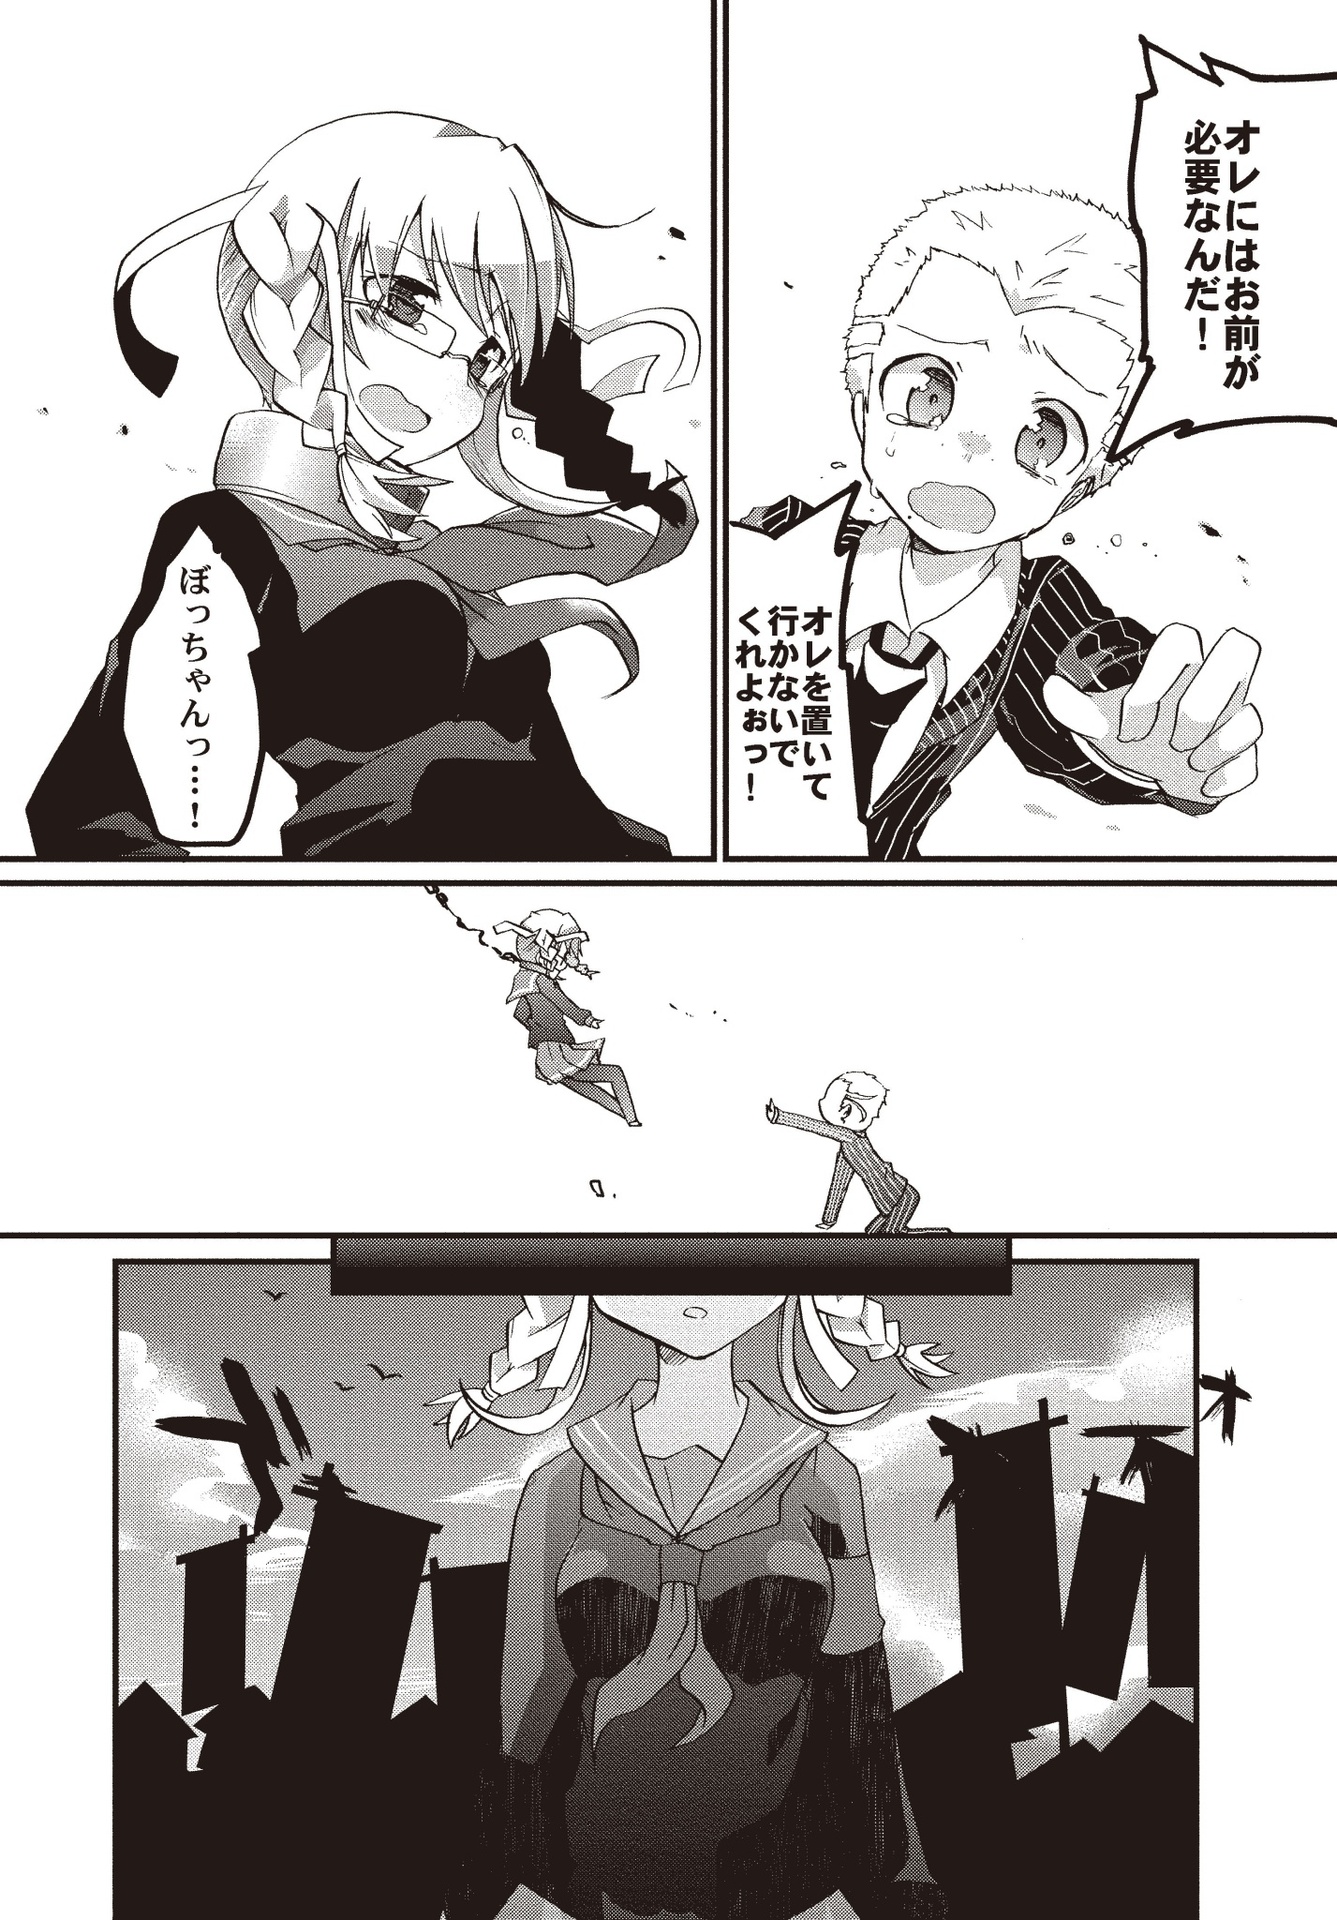 オレにはお前が
必要なんだ！
オレを置いて
行かないで
くれよぉっ！
ぼっちゃんっ…！